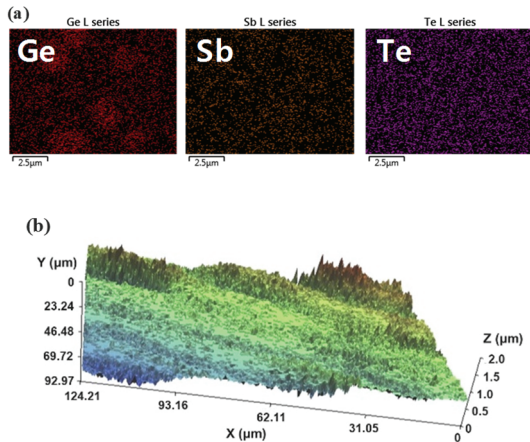 (a)
Ge L series Sb L series Te L series
Ge Sb Te
2.5μm 2.5μm 2.5μm
(b)
Y (μm)
0
23.24
46.48
69.72
92.97
124.21
93.16
62.11
31.05
0
X (μm)
Z (μm)
2.0
1.5
1.0
0.5
0